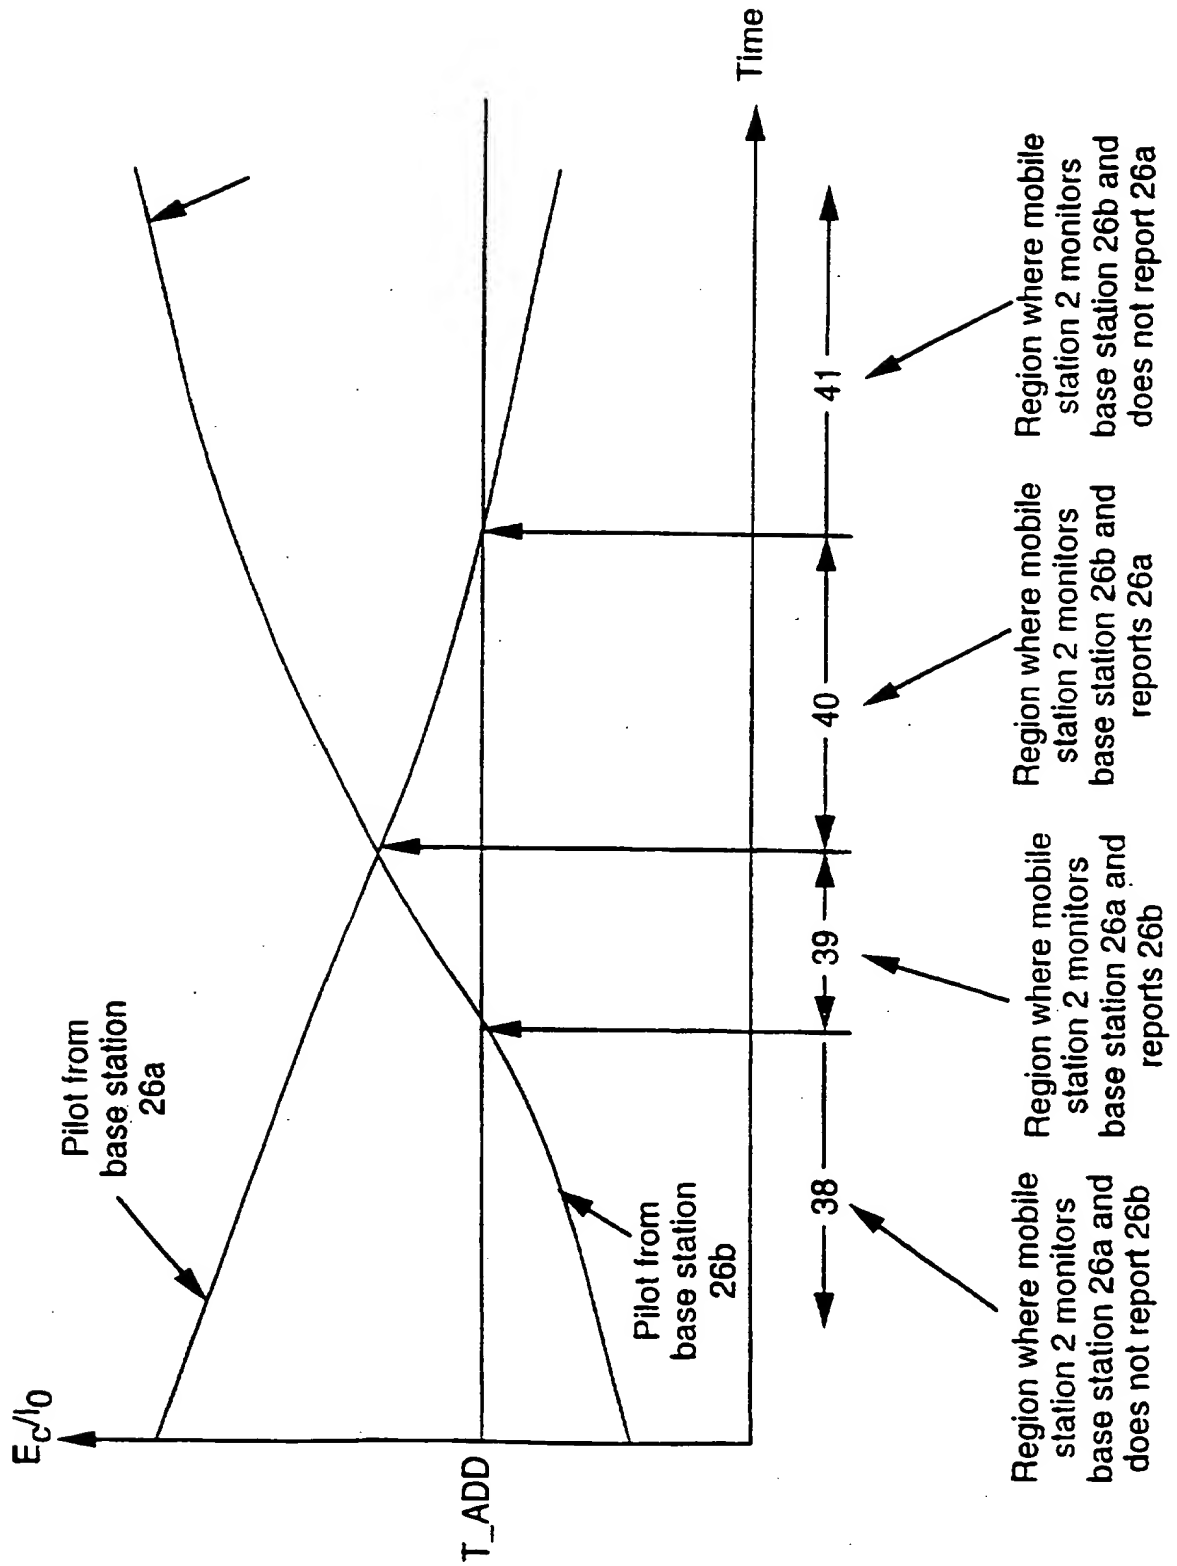 E_C/I_0
Pilot from
base station
26a
T_ADD
Pilot from
base station
26b
Time
38
39
40
41
Region where mobile
station 2 monitors
base station 26a and
does not report 26b
Region where mobile
station 2 monitors
base station 26a and
reports 26b
Region where mobile
station 2 monitors
base station 26b and
reports 26a
Region where mobile
station 2 monitors
base station 26b and
does not report 26a